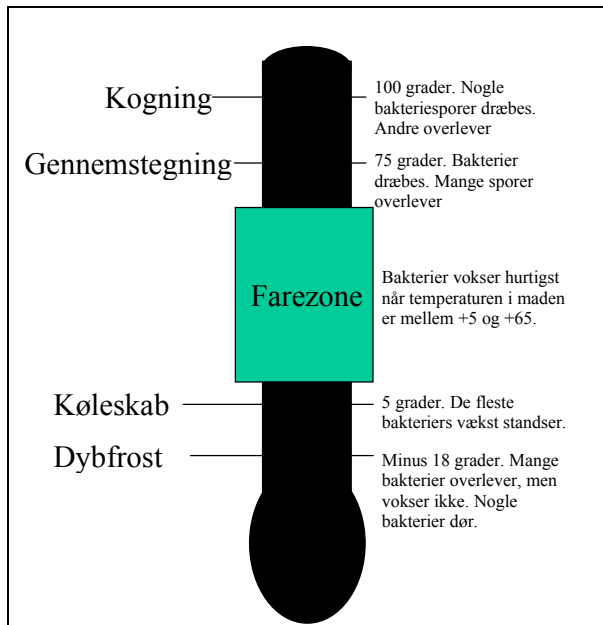 Kogning
100 grader. Nogle
bakteriesporer dræbes.
Andre overlever
Gennemstegning
75 grader. Bakterier
dræbes. Mange sporer
overlever
Farezone
Bakterier vokser hurtigst
når temperaturen i maden
er mellem +5 og +65.
Køleskab
5 grader. De fleste
bakteriers vækst standser.
Dybfrost
Minus 18 grader. Mange
bakterier overlever, men
vokser ikke. Nogle
bakterier dør.